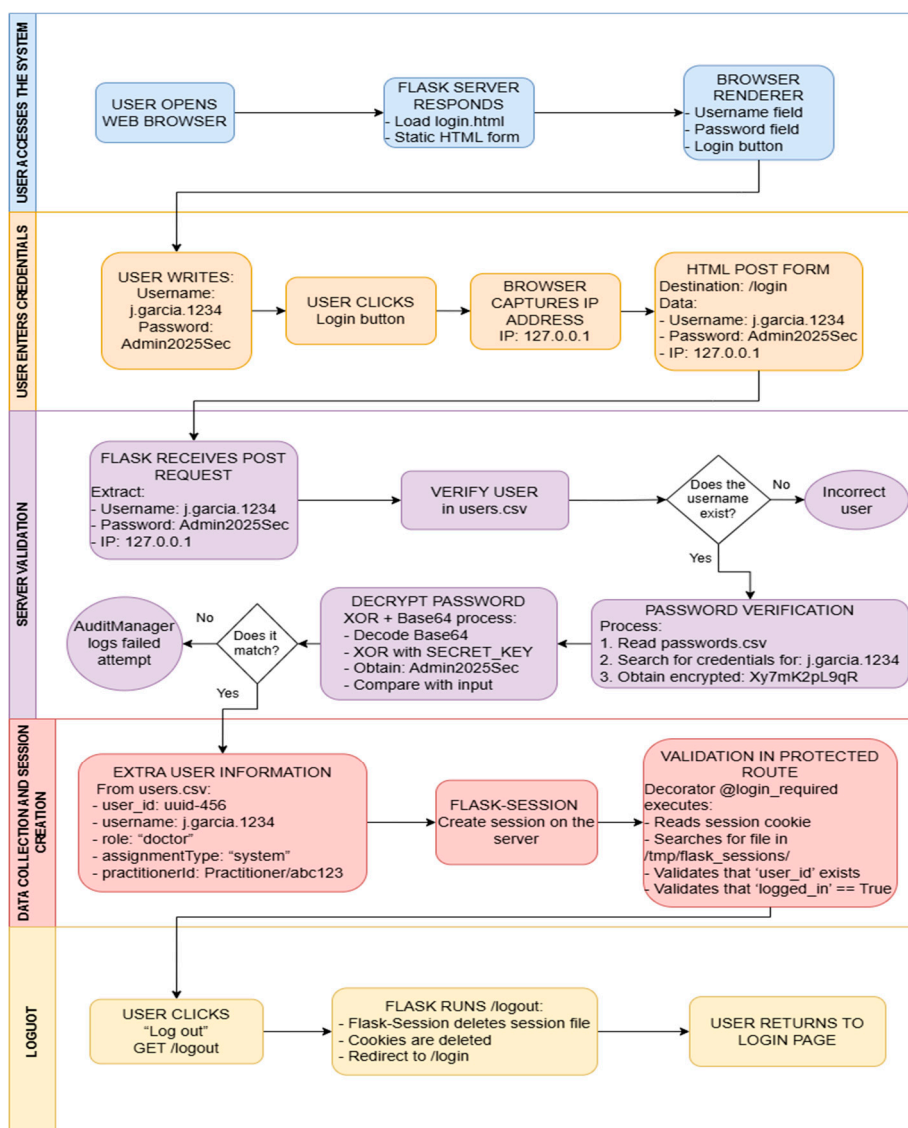 USER ACCESSES THE SYSTEM
USER OPENS
WEB BROWSER
FLASK SERVER
RESPONDS
- Load login.html
- Static HTML form
BROWSER
RENDERER
- Username field
- Password field
- Login button
USER ENTERS CREDENTIALS
USER WRITES:
Username:
j.garcia.1234
Password:
Admin2025Sec
USER CLICKS
Login button
BROWSER
CAPTURES IP
ADDRESS
IP: 127.0.0.1
HTML POST FORM
Destination: /login
Data:
- Username: j.garcia.1234
- Password: Admin2025Sec
- IP: 127.0.0.1
SERVER VALIDATION
FLASK RECEIVES POST
REQUEST
Extract:
- Username: j.garcia.1234
- Password: Admin2025Sec
- IP: 127.0.0.1
VERIFY USER
in users.csv
Does the
username
exist?
No
Incorrect
user
Yes
PASSWORD VERIFICATION
Process:
1. Read passwords.csv
2. Search for credentials for: j.garcia.1234
3. Obtain encrypted: Xy7mK2pL9qR
DECRYPT PASSWORD
XOR + Base64 process:
- Decode Base64
- XOR with SECRET_KEY
- Obtain: Admin2025Sec
- Compare with input
Does it
match?
No
AuditManager
logs failed
attempt
Yes
DATA COLLECTION AND SESSION
CREATION
EXTRA USER INFORMATION
From users.csv:
- user_id: uuid-456
- username: j.garcia.1234
- role: “doctor”
- assignmentType: “system”
- practitionerId: Practitioner/abc123
FLASK-SESSION
Create session on the
server
VALIDATION IN PROTECTED
ROUTE
Decorator @login_required
executes:
- Reads session cookie
- Searches for file in
/tmp/flask_sessions/
- Validates that ‘user_id’ exists
- Validates that ‘logged_in’ == True
LOGUOT
USER CLICKS
“Log out”
GET /logout
FLASK RUNS /logout:
- Flask-Session deletes session file
- Cookies are deleted
- Redirect to /login
USER RETURNS TO
LOGIN PAGE